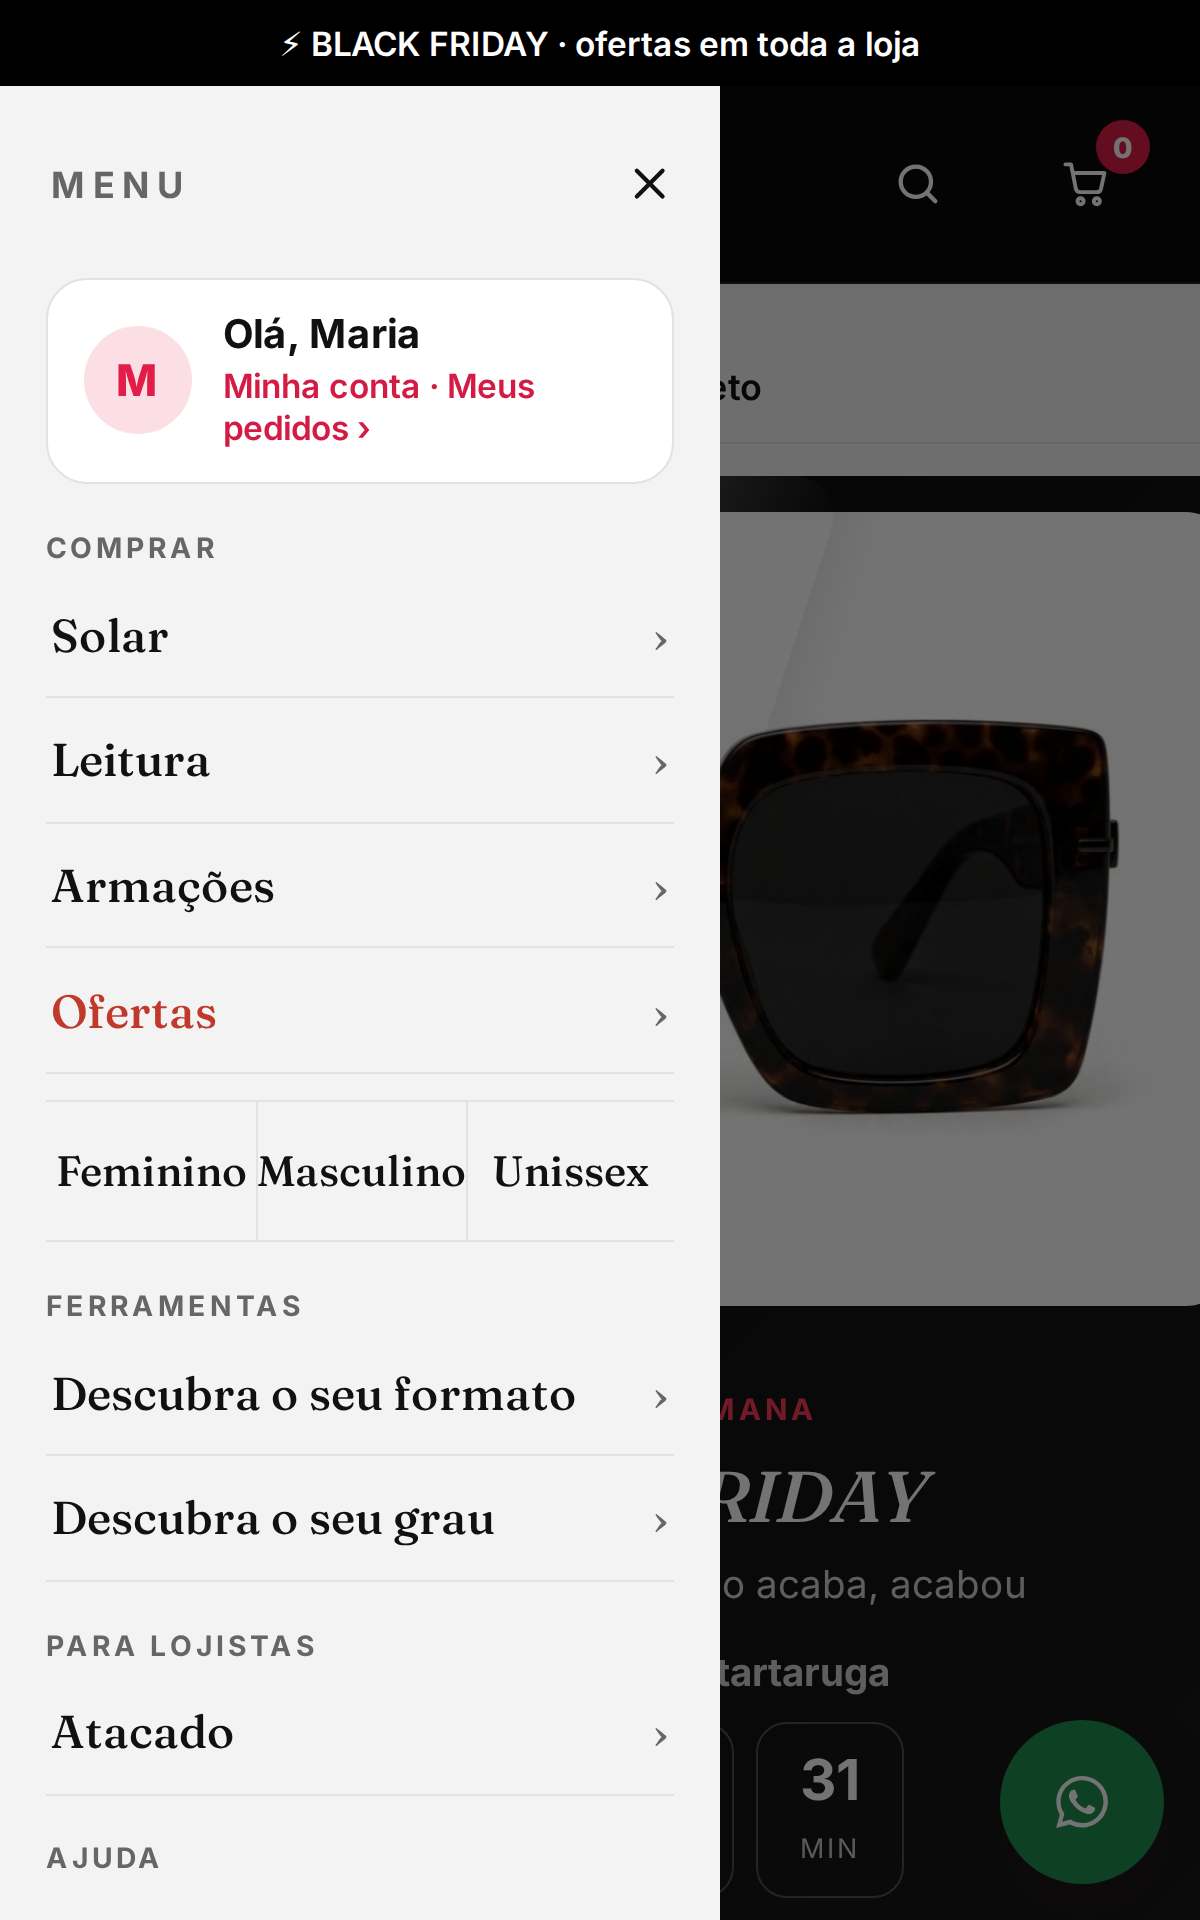 ⚡ BLACK FRIDAY · ofertas em toda a loja
MENU
0
Olá, Maria
M
Minha conta · Meus
pedidos ›
COMPRAR
Solar ›
Leitura ›
Armações ›
Ofertas ›
Feminino Masculino Unissex
FERRAMENTAS
Descubra o seu formato ›
Descubra o seu grau ›
MANA
RIDAY
o acaba, acabou
PARA LOJISTAS
tartaruga
Atacado ›
31
MIN
AJUDA